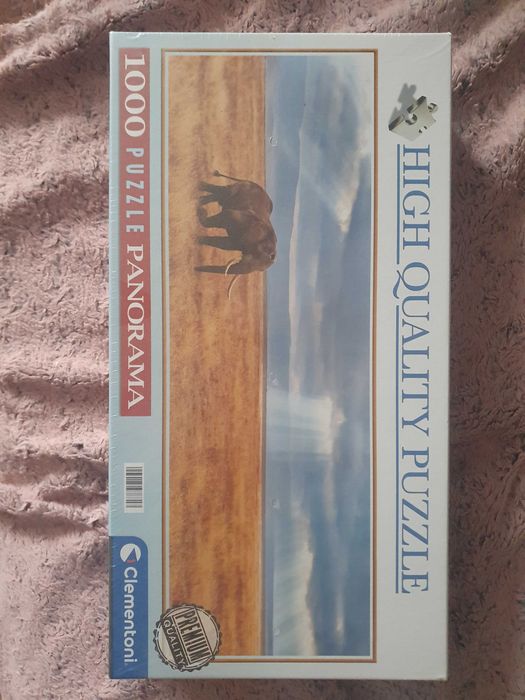 HIGH QUALITY PUZZLE
1000 PUZZLE PANORAMA
Clementoni
PREMIUM
QUALITY